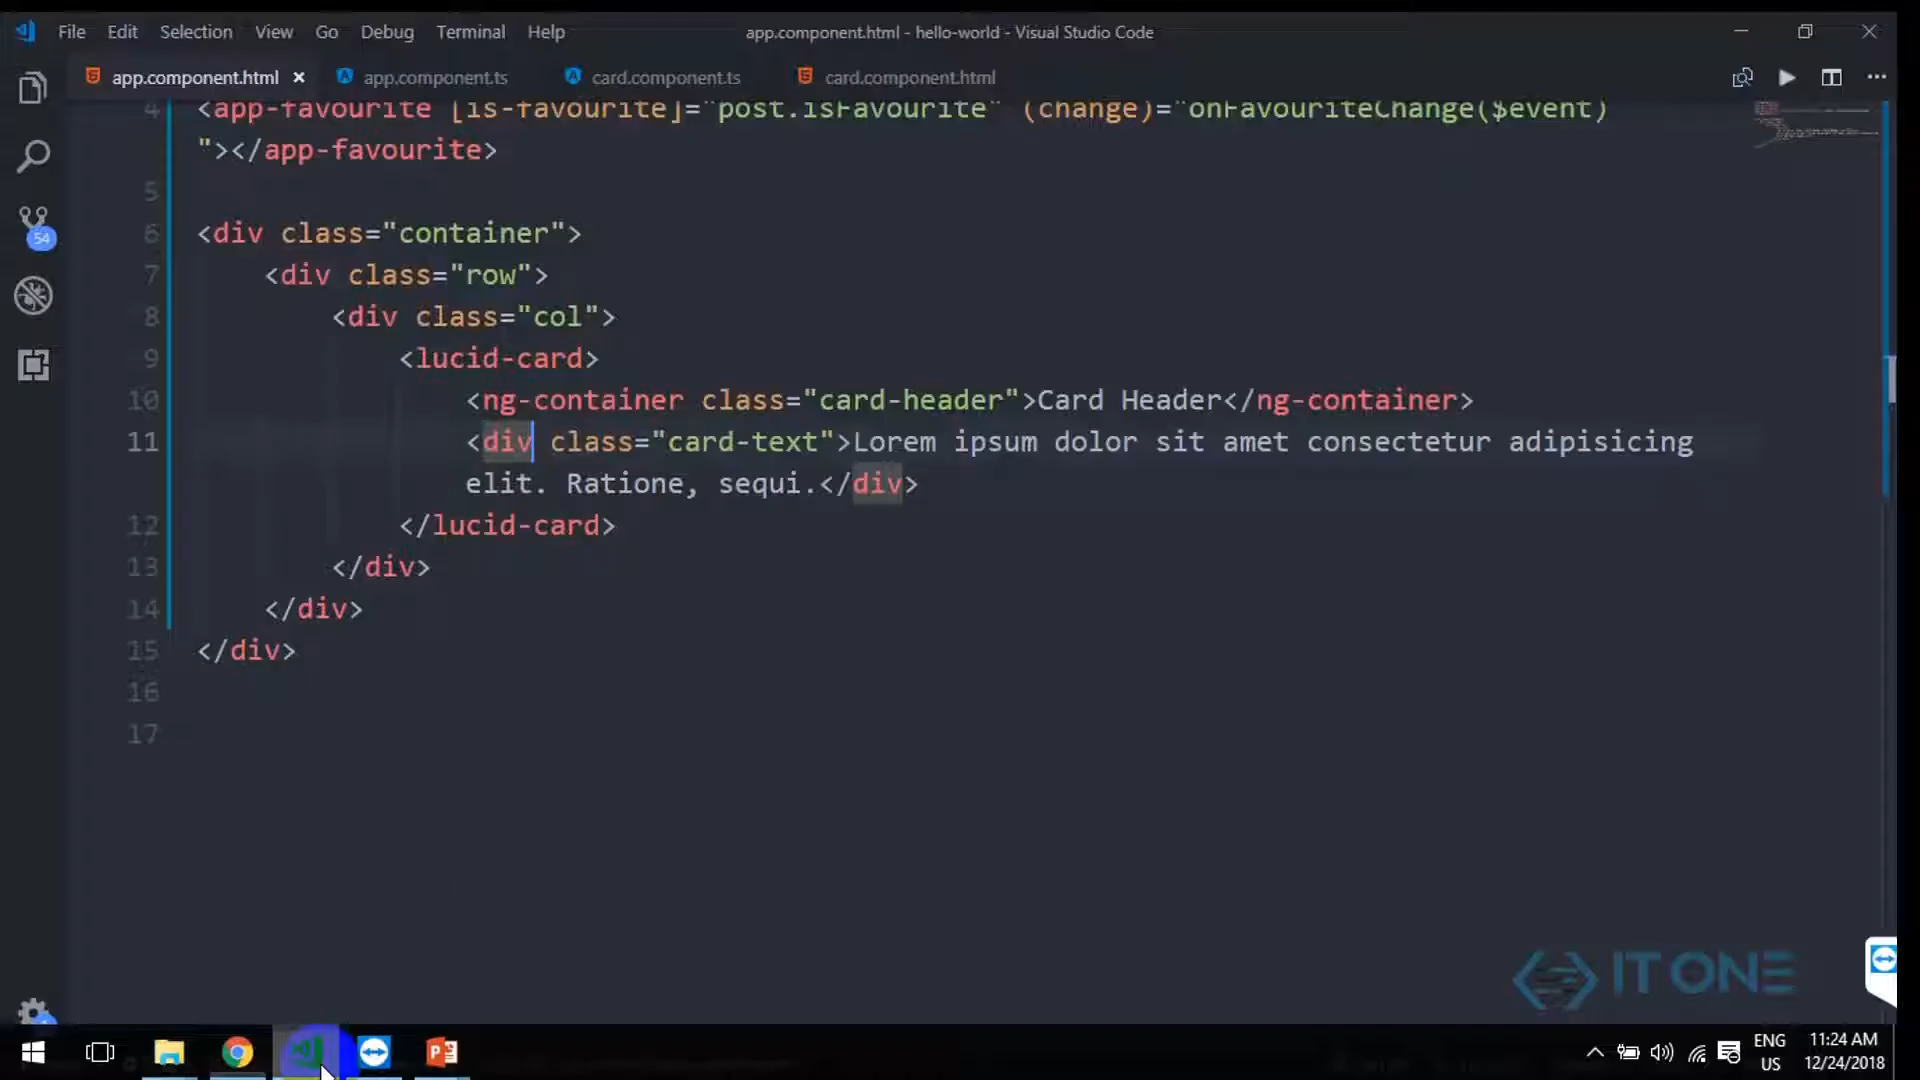 File Edit Selection View Go Debug Terminal Help app.component.html - hello-world - Visual Studio Code
app.component.html app.component.ts card.component.ts card.component.html
4 <app-favourite [is-favourite]="post.isFavourite" (change)="onFavouriteChange($event)
"></app-favourite>
5
6 <div class="container">
7 <div class="row">
8 <div class="col">
9 <lucid-card>
10 <ng-container class="card-header">Card Header</ng-container>
11 <div class="card-text">Lorem ipsum dolor sit amet consectetur adipisicing
elit. Ratione, sequi.</div>
12 </lucid-card>
13 </div>
14 </div>
15 </div>
16
17
54
IT ONE
ENG
US
11:24 AM
12/24/2018